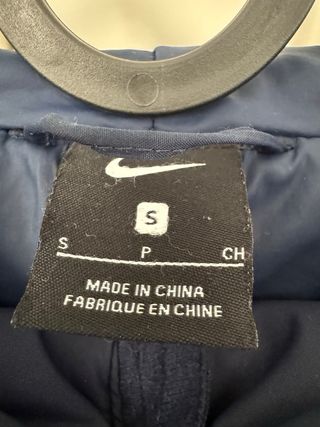 S
S P CH
MADE IN CHINA
FABRIQUE EN CHINE